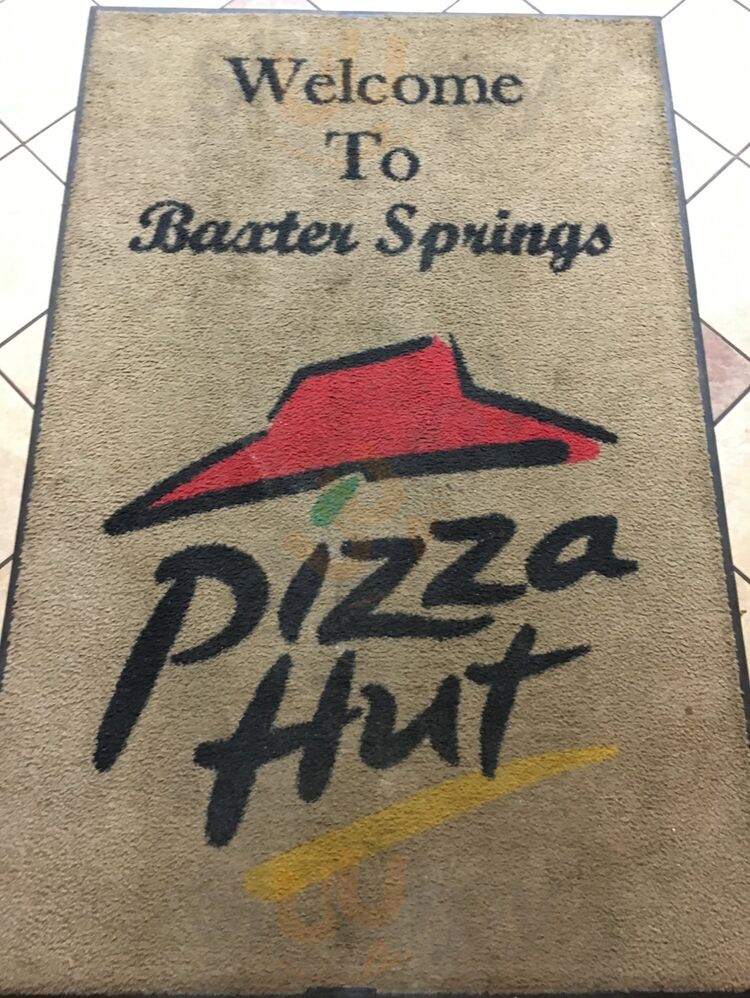 Welcome
To
Baxter Springs
Pizza
Hut